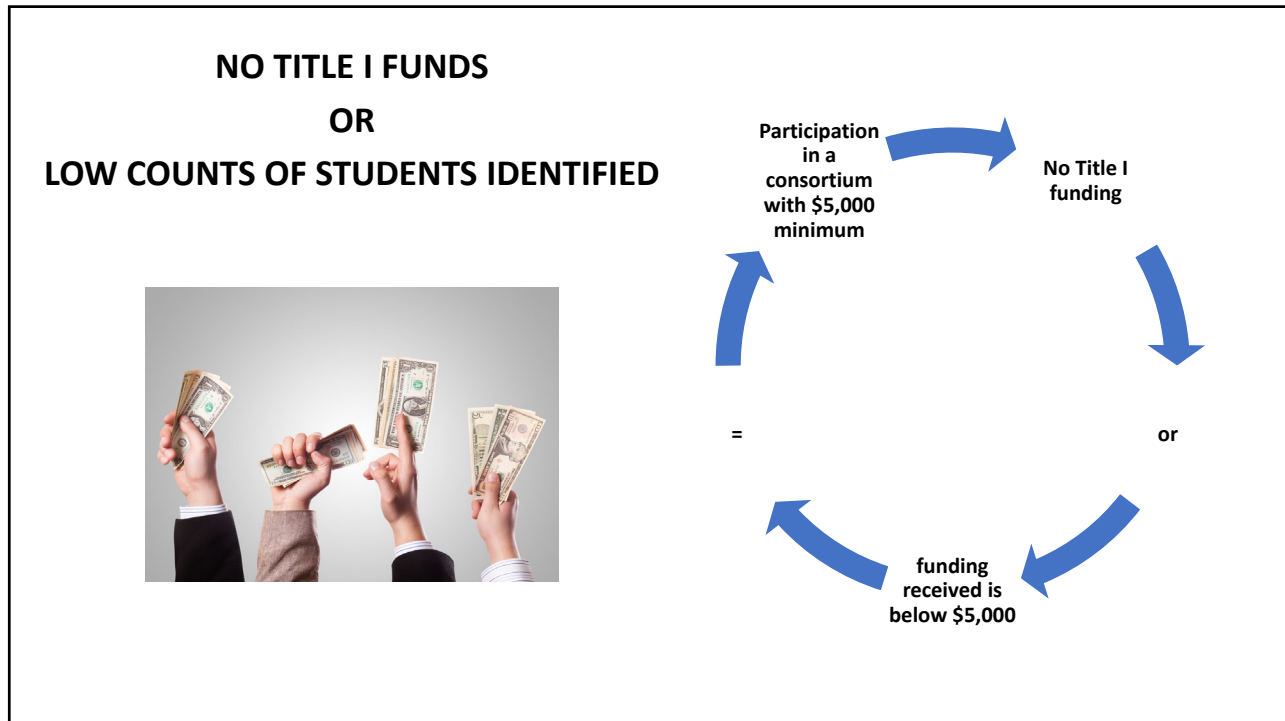 NO TITLE I FUNDS
OR
LOW COUNTS OF STUDENTS IDENTIFIED
Participation
in a
consortium
with $5,000
minimum
No Title I
funding
or
funding
received is
below $5,000
=